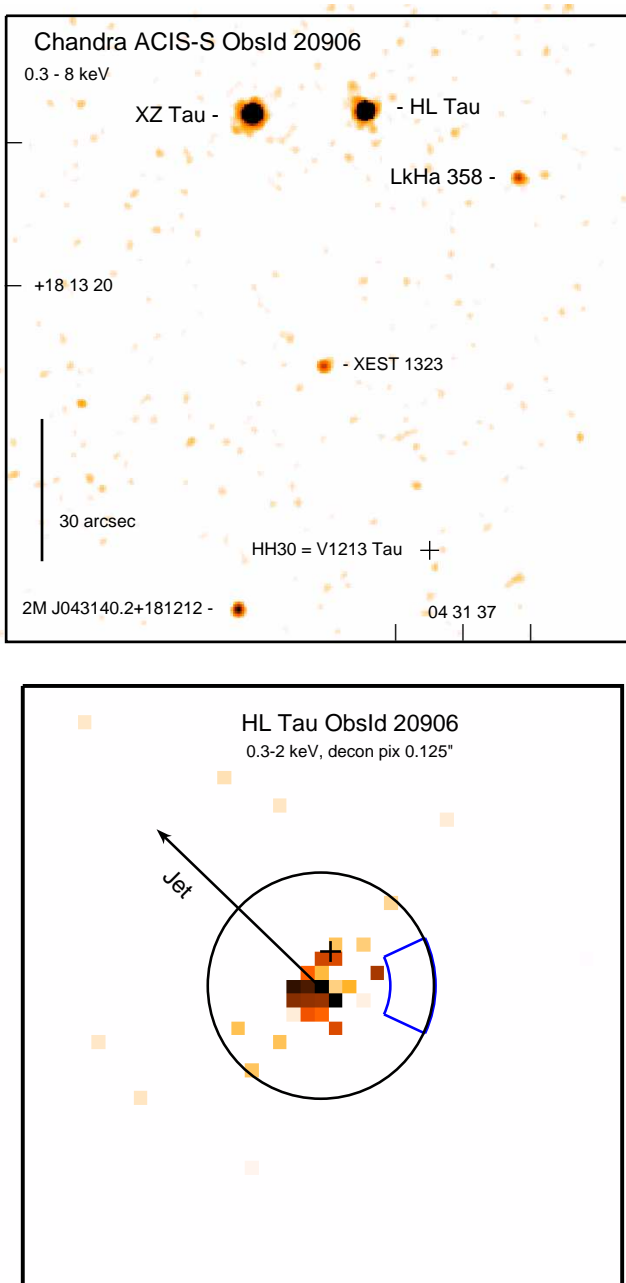 Chandra ACIS-S ObsId 20906
0.3 - 8 keV
XZ Tau -
- HL Tau
LkHa 358 -
+18 13 20
- XEST 1323
30 arcsec
HH30 = V1213 Tau
2M J043140.2+181212 -
04 31 37
HL Tau ObsId 20906
0.3-2 keV, decon pix 0.125"
Jet